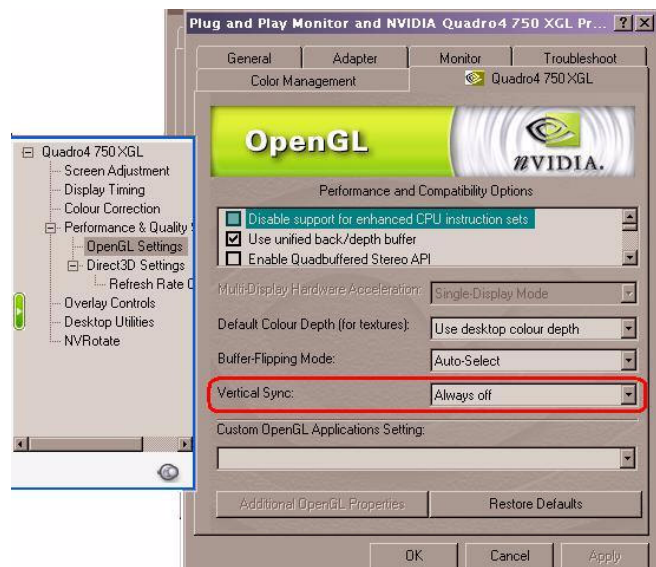 Plug and Play Monitor and NVIDIA Quadro4 750 XGL Pr...
General Adapter Monitor Troubleshoot
Color Management Quadro4 750 XGL
OpenGL
nVIDIA.
Performance and Compatibility Options
Disable support for enhanced CPU instruction sets
Use unified back/depth buffer
Enable Quadbuffered Stereo API
Multi-Display Hardware Acceleration: Single-Display Mode
Default Colour Depth (for textures): Use desktop colour depth
Buffer-Flipping Mode: Auto-Select
Vertical Sync: Always off
Custom OpenGL Applications Setting:
Additional OpenGL Properties Restore Defaults
OK Cancel Apply
Quadro4 750 XGL
Screen Adjustment
Display Timing
Colour Correction
Performance & Quality
OpenGL Settings
Direct3D Settings
Refresh Rate
Overlay Controls
Desktop Utilities
NVRotate